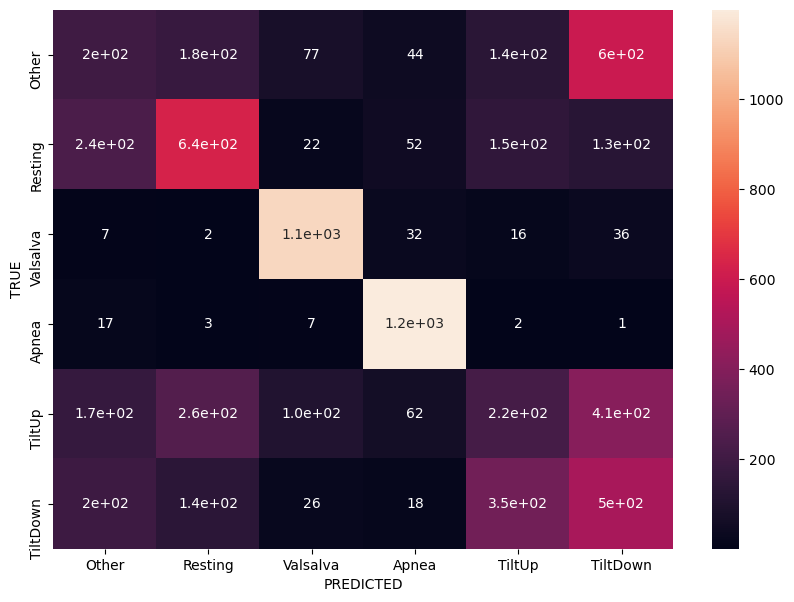 Other 2e+02 1.8e+02 77 44 1.4e+02 6e+02
Resting 2.4e+02 6.4e+02 22 52 1.5e+02 1.3e+02
Valsalva 7 2 1.1e+03 32 16 36
Apnea 17 3 7 1.2e+03 2 1
TiltUp 1.7e+02 2.6e+02 1.0e+02 62 2.2e+02 4.1e+02
TiltDown 2e+02 1.4e+02 26 18 3.5e+02 5e+02
TRUE
Other Resting Valsalva Apnea TiltUp TiltDown
PREDICTED
1000
800
600
400
200